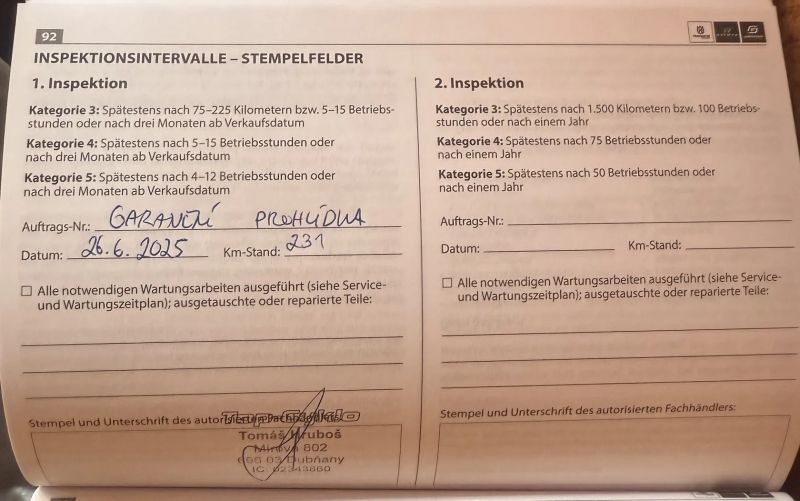 92
INSPEKTIONSINTERVALLE – STEMPELFELDER
1. Inspektion
Kategorie 3: Spätestens nach 75–225 Kilometern bzw. 5–15 Betriebs-
stunden oder nach drei Monaten ab Verkaufsdatum
Kategorie 4: Spätestens nach 5–15 Betriebsstunden oder
nach drei Monaten ab Verkaufsdatum
Kategorie 5: Spätestens nach 4–12 Betriebsstunden oder
nach drei Monaten ab Verkaufsdatum
Auftrags-Nr.: GARANČNÍ PROHLÍDKA
Datum: 26.6.2025 Km-Stand: 231
☐ Alle notwendigen Wartungsarbeiten ausgeführt (siehe Service-
und Wartungszeitplan); ausgetauschte oder reparierte Teile:
Stempel und Unterschrift des autorisierten Fachhändlers:
Tomáš Hruboš
Mírová 802
696 03 Dubňany
IČ: 02343860
2. Inspektion
Kategorie 3: Spätestens nach 1.500 Kilometern bzw. 100 Betriebs-
stunden oder nach einem Jahr
Kategorie 4: Spätestens nach 75 Betriebsstunden oder
nach einem Jahr
Kategorie 5: Spätestens nach 50 Betriebsstunden oder
nach einem Jahr
Auftrags-Nr.:
Datum: Km-Stand:
☐ Alle notwendigen Wartungsarbeiten ausgeführt (siehe Service-
und Wartungszeitplan); ausgetauschte oder reparierte Teile:
Stempel und Unterschrift des autorisierten Fachhändlers: